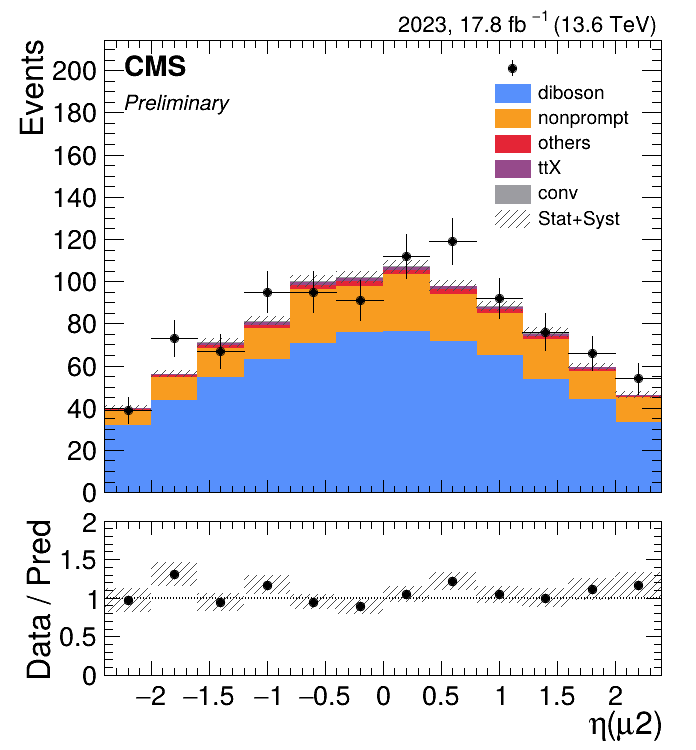 2023, 17.8 fb⁻¹ (13.6 TeV)
CMS
Preliminary
Events
200
180
160
140
120
100
80
60
40
20
0
diboson
nonprompt
others
ttX
conv
Stat+Syst
Data / Pred
2
1.5
1
0.5
0
−2 −1.5 −1 −0.5 0 0.5 1 1.5 2
η(μ2)